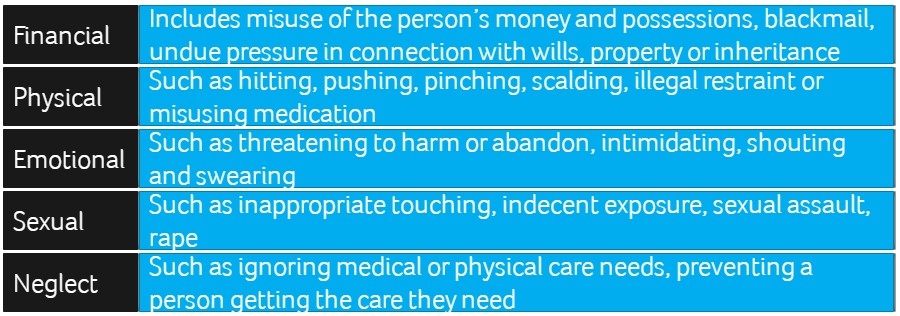 Financial
Includes misuse of the person's money and possessions, blackmail,
undue pressure in connection with wills, property or inheritance
Physical
Such as hitting, pushing, pinching, scalding, illegal restraint or
misusing medication
Emotional
Such as threatening to harm or abandon, intimidating, shouting
and swearing
Sexual
Such as inappropriate touching, indecent exposure, sexual assault,
rape
Neglect
Such as ignoring medical or physical care needs, preventing a
person getting the care they need